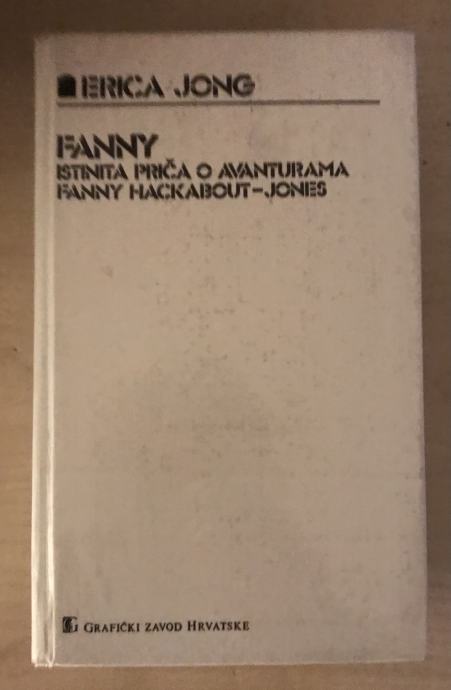 ERICA JONG
FANNY
ISTINITA PRIČA O AVANTURAMA
FANNY HACKABOUT-JONES
GRAFIČKI ZAVOD HRVATSKE